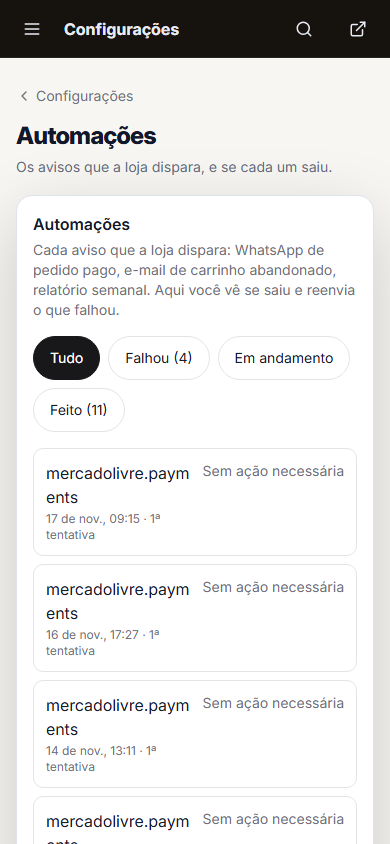 Configurações
Configurações
Automações
Os avisos que a loja dispara, e se cada um saiu.
Automações
Cada aviso que a loja dispara: WhatsApp de
pedido pago, e-mail de carrinho abandonado,
relatório semanal. Aqui você vê se saiu e reenvia
o que falhou.
Tudo
Falhou (4)
Em andamento
Feito (11)
mercadolivre.paym
ents
Sem ação necessária
17 de nov., 09:15 · 1ª
tentativa
mercadolivre.paym
ents
Sem ação necessária
16 de nov., 17:27 · 1ª
tentativa
mercadolivre.paym
ents
Sem ação necessária
14 de nov., 13:11 · 1ª
tentativa
mercadolivre.paym
ents
Sem ação necessária